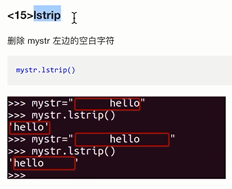 <15>lstrip
删除 mystr 左边的空白字符
mystr.lstrip()
>>> mystr="      hello"
>>> mystr.lstrip()
'hello'
>>> mystr="      hello      "
>>> mystr.lstrip()
'hello      '
>>>